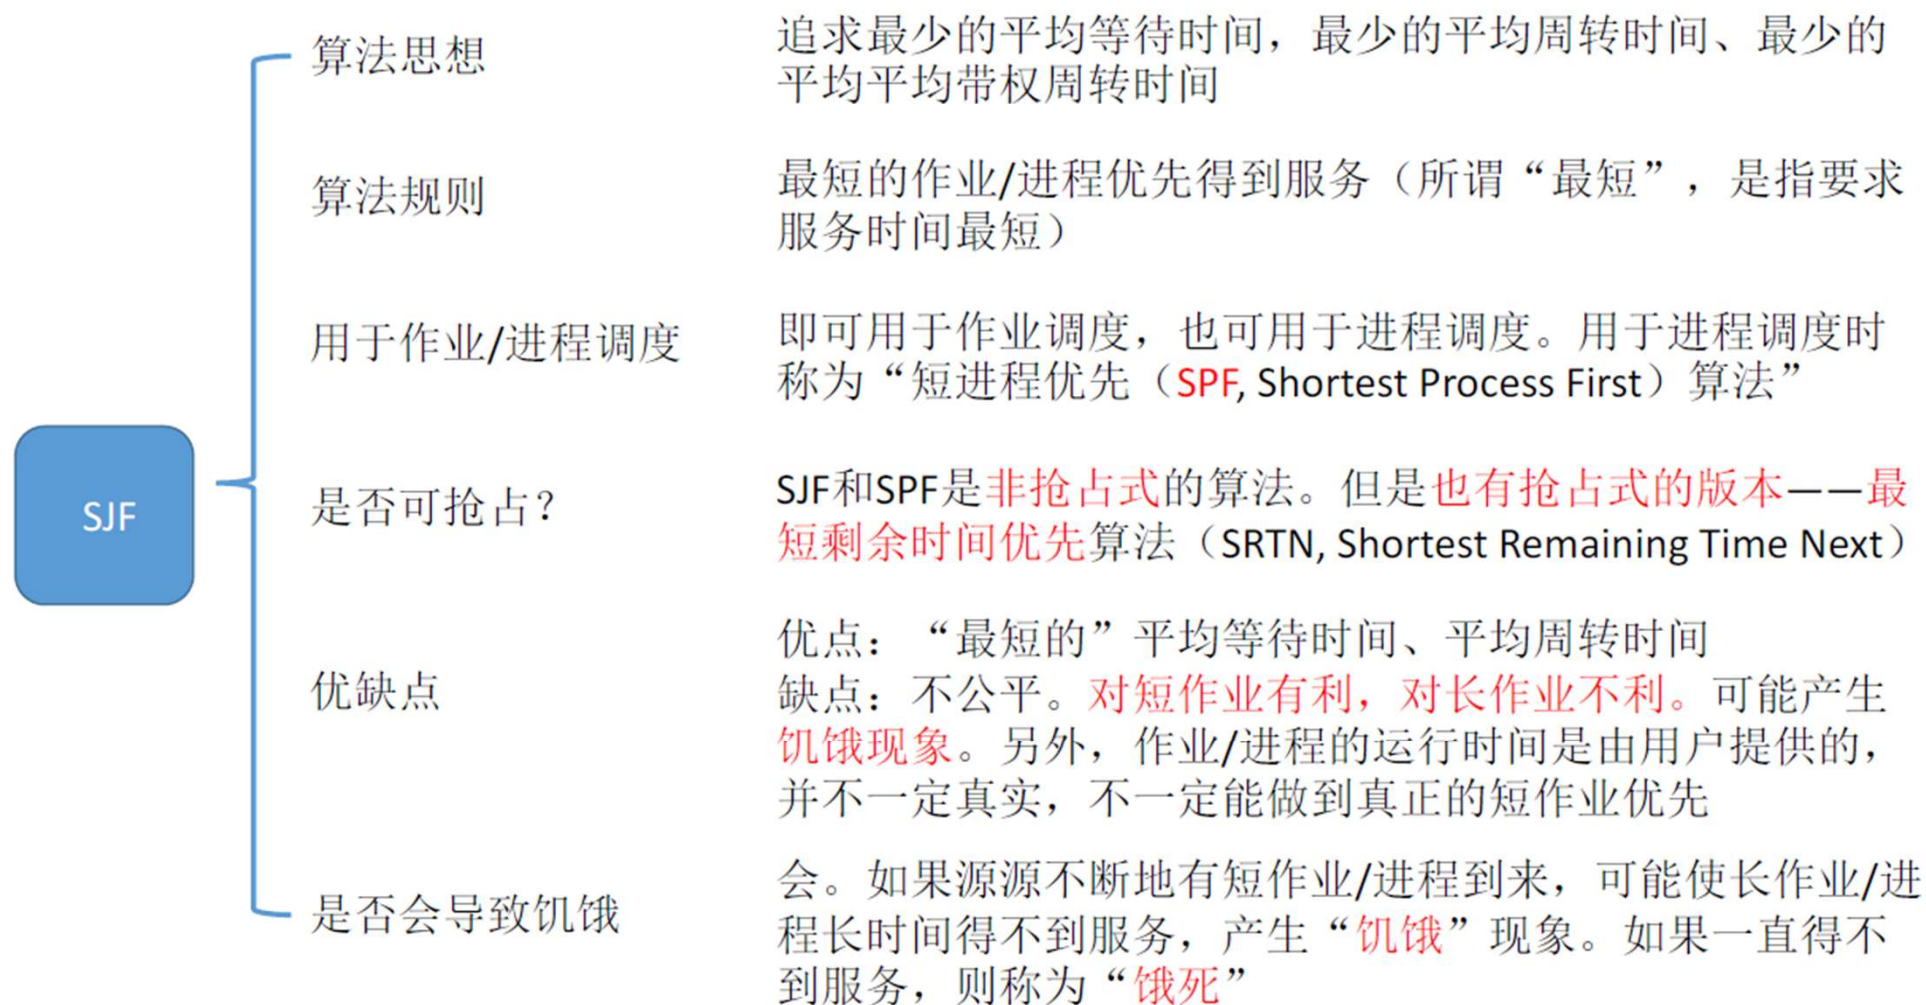 算法思想
追求最少的平均等待时间，最少的平均周转时间、最少的
平均平均带权周转时间
算法规则
最短的作业/进程优先得到服务（所谓“最短”，是指要求
服务时间最短）
用于作业/进程调度
即可用于作业调度，也可用于进程调度。用于进程调度时
称为“短进程优先（SPF, Shortest Process First）算法”
SJF
是否可抢占？
SJF和SPF是非抢占式的算法。但是也有抢占式的版本——最
短剩余时间优先算法（SRTN, Shortest Remaining Time Next）
优缺点
优点：“最短的”平均等待时间、平均周转时间
缺点：不公平。对短作业有利，对长作业不利。可能产生
饥饿现象。另外，作业/进程的运行时间是由用户提供的，
并不一定真实，不一定能做到真正的短作业优先
是否会导致饥饿
会。如果源源不断地有短作业/进程到来，可能使长作业/进
程长时间得不到服务，产生“饥饿”现象。如果一直得不
到服务，则称为“饿死”